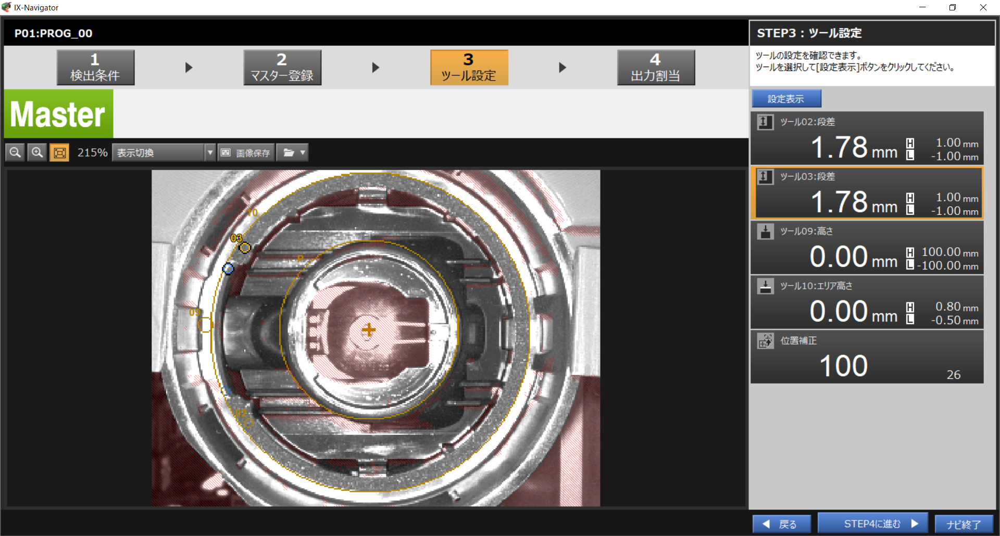 IX-Navigator
P01:PROG_00
1
検出条件
2
マスター登録
3
ツール設定
4
出力割当
Master
215%
表示切換
画像保存
10
03
P
09
02
STEP3 : ツール設定
ツールの設定を確認できます。
ツールを選択して[設定表示]ボタンをクリックしてください。
設定表示
ツール02:段差
1.78 mm
H 1.00 mm
L -1.00 mm
ツール03:段差
1.78 mm
H 1.00 mm
L -1.00 mm
ツール09:高さ
0.00 mm
H 100.00 mm
L -100.00 mm
ツール10:エリア高さ
0.00 mm
H 0.80 mm
L -0.50 mm
位置補正
100
26
戻る
STEP4に進む
ナビ終了